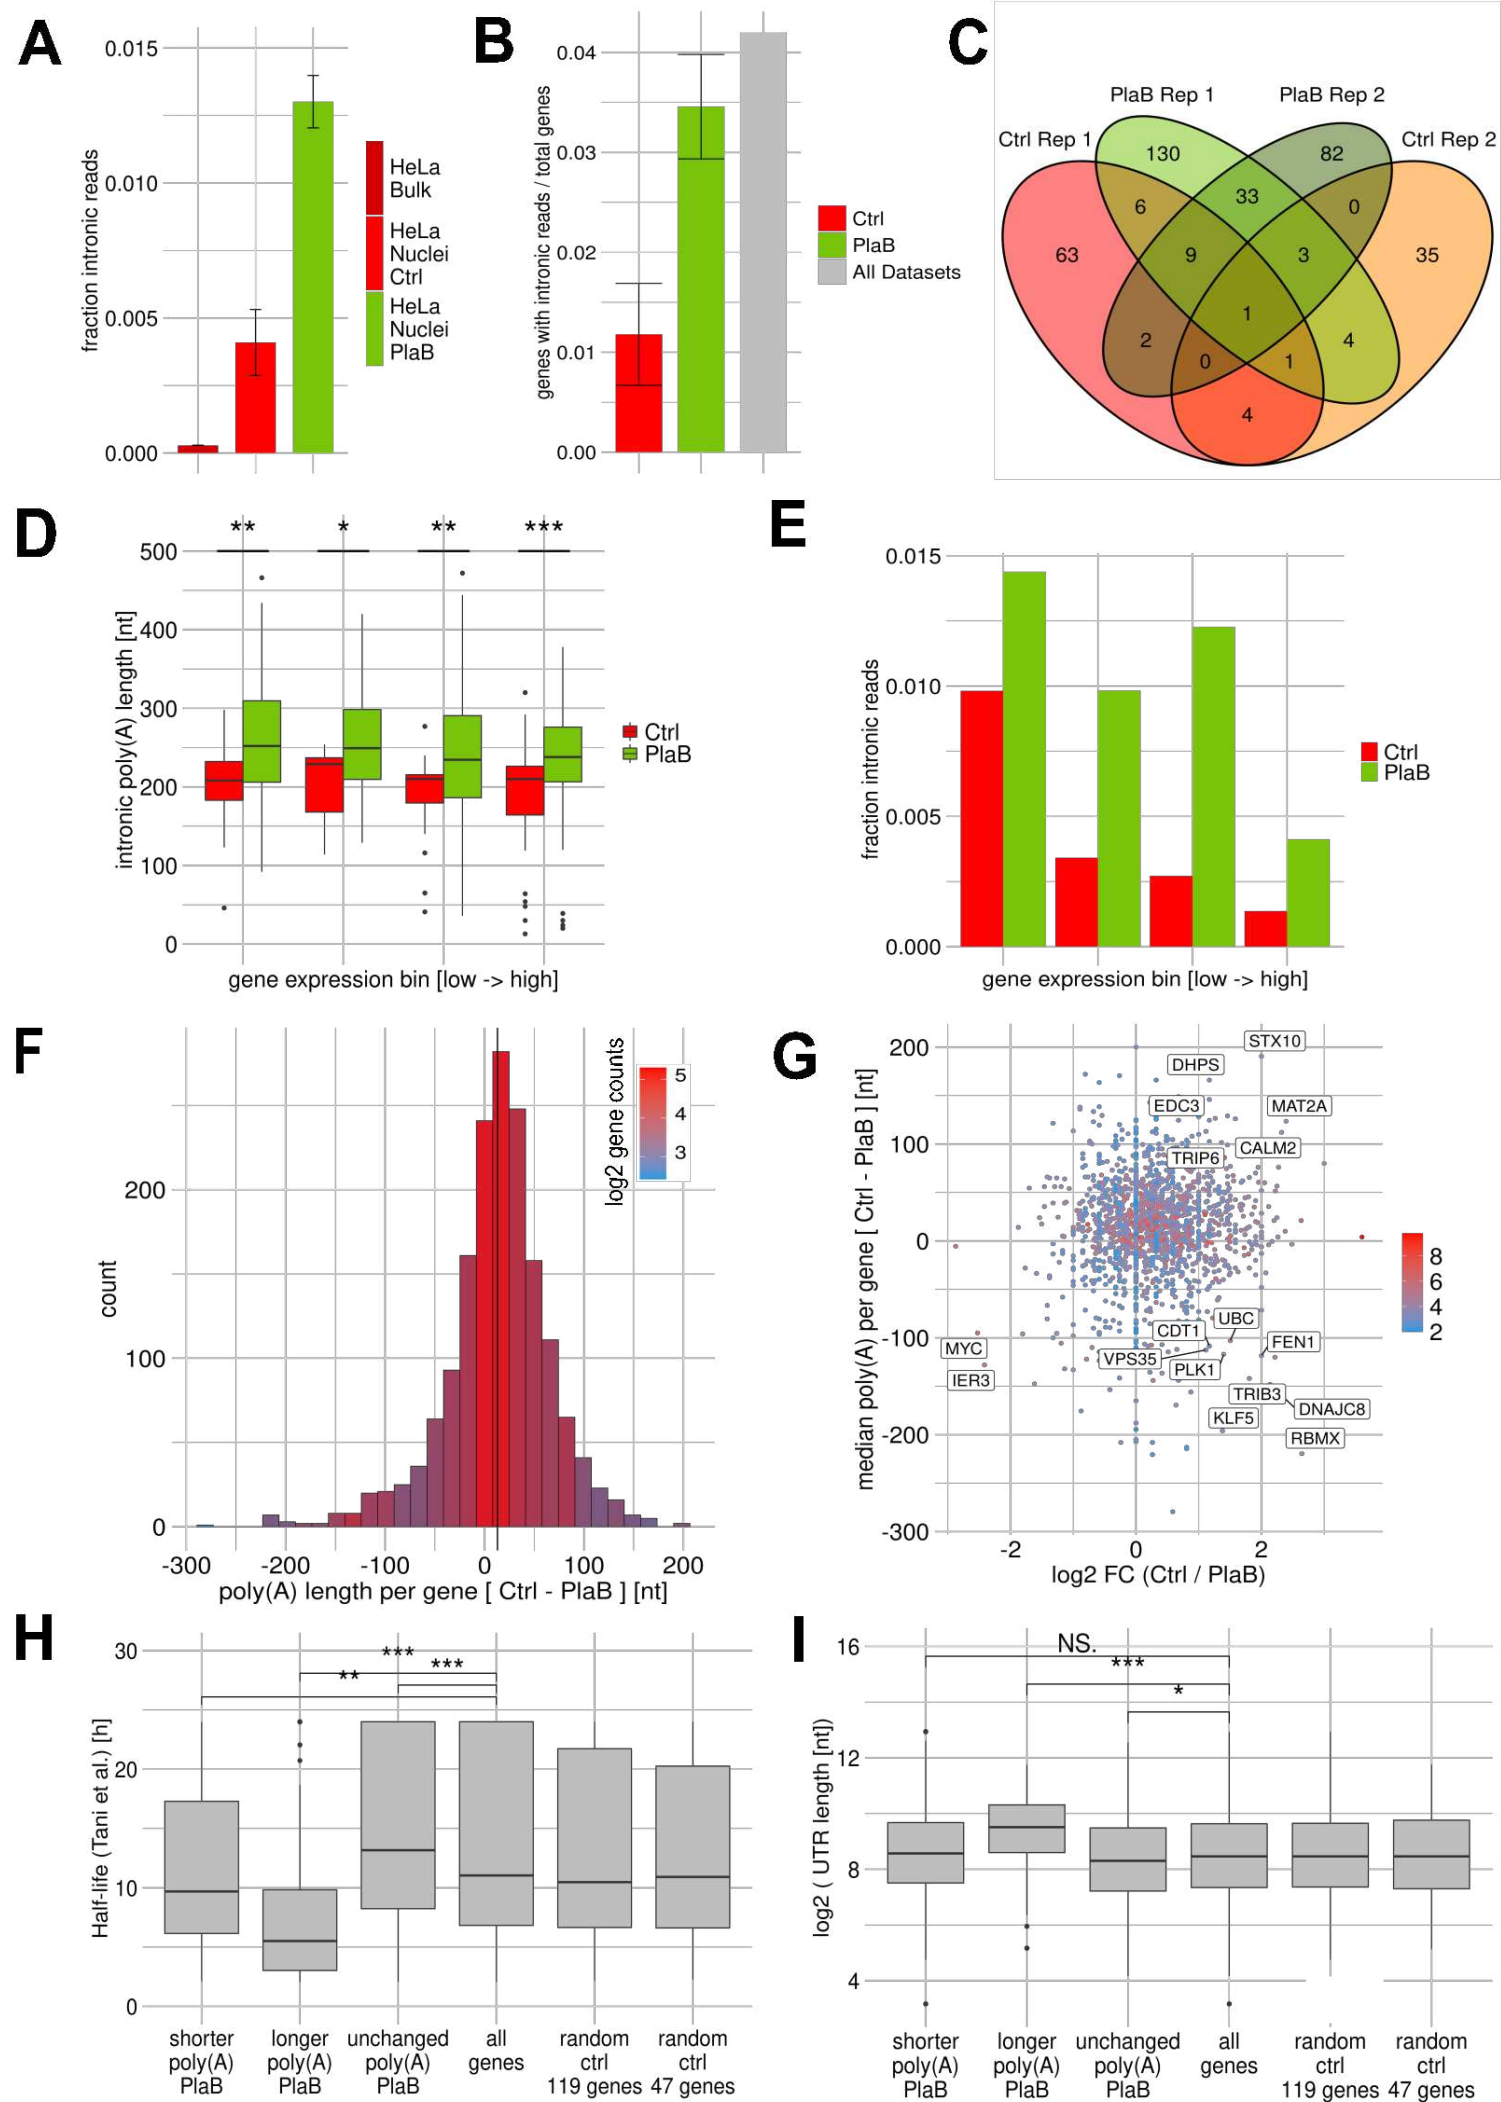 A
0.015
0.010
0.005
0.000
fraction intronic reads
HeLa
Bulk
HeLa
Nuclei
Ctrl
HeLa
Nuclei
PlaB
B
0.04
0.03
0.02
0.01
0.00
genes with intronic reads / total genes
Ctrl
PlaB
All Datasets
C
PlaB Rep 1
PlaB Rep 2
Ctrl Rep 1
Ctrl Rep 2
130
82
6
33
0
63
9
3
35
1
2
0
1
4
4
D
** * ** ***
500
400
300
200
100
0
intronic poly(A) length [nt]
gene expression bin [low -> high]
Ctrl
PlaB
E
0.015
0.010
0.005
0.000
fraction intronic reads
gene expression bin [low -> high]
Ctrl
PlaB
F
200
100
0
count
-300 -200 -100 0 100 200
poly(A) length per gene [ Ctrl - PlaB ] [nt]
log2 gene counts
5
4
3
G
200
100
0
-100
-200
-300
median poly(A) per gene [ Ctrl - PlaB ] [nt]
STX10
DHPS
EDC3
MAT2A
CALM2
TRIP6
UBC
CDT1
FEN1
MYC
VPS35
PLK1
IER3
TRIB3
DNAJC8
KLF5
RBMX
-2 0 2
log2 FC (Ctrl / PlaB)
8
6
4
2
H
30
20
10
0
Half-life (Tani et al.) [h]
***
***
**
shorter
poly(A)
PlaB
longer
poly(A)
PlaB
unchanged
poly(A)
PlaB
all
genes
random
ctrl
119 genes
random
ctrl
47 genes
I
16
12
8
4
log2 ( UTR length [nt])
NS.
***
*
shorter
poly(A)
PlaB
longer
poly(A)
PlaB
unchanged
poly(A)
PlaB
all
genes
random
ctrl
119 genes
random
ctrl
47 genes